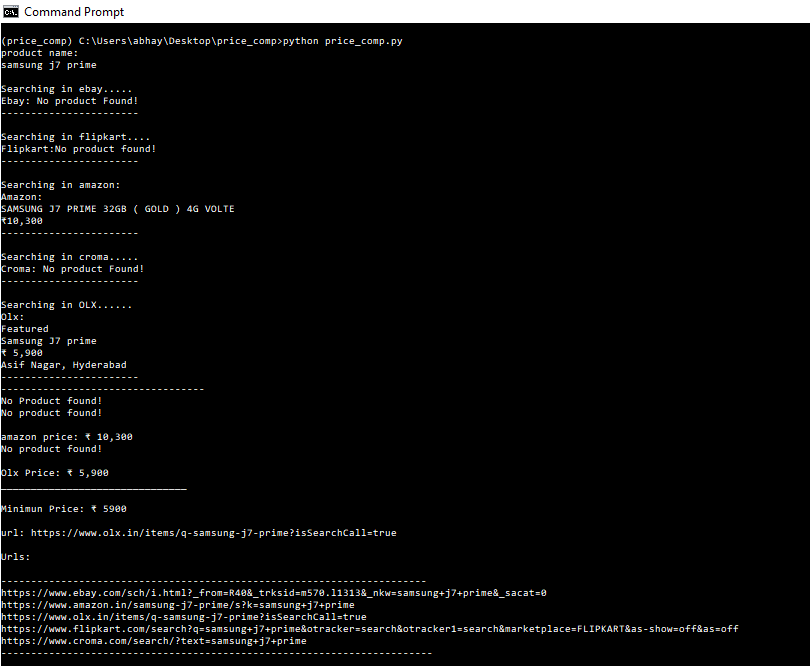 Command Prompt
(price_comp) C:\Users\abhay\Desktop\price_comp>python price_comp.py
product name:
samsung j7 prime
Searching in ebay.....
Ebay: No product Found!
-----------------------
Searching in flipkart....
Flipkart:No product found!
-----------------------
Searching in amazon:
Amazon:
SAMSUNG J7 PRIME 32GB ( GOLD ) 4G VOLTE
₹10,300
-----------------------
Searching in croma.....
Croma: No product Found!
-----------------------
Searching in OLX......
Olx:
Featured
Samsung J7 prime
₹ 5,900
Asif Nagar, Hyderabad
-----------------------
----------------------------------
No Product found!
No product found!
amazon price: ₹ 10,300
No product found!
Olx Price: ₹ 5,900
_______________________________
Minimun Price: ₹ 5900
url: https://www.olx.in/items/q-samsung-j7-prime?isSearchCall=true
Urls:
-----------------------------------------------------------------------
https://www.ebay.com/sch/i.html?_from=R40&_trksid=m570.l1313&_nkw=samsung+j7+prime&_sacat=0
https://www.amazon.in/samsung-j7-prime/s?k=samsung+j7+prime
https://www.olx.in/items/q-samsung-j7-prime?isSearchCall=true
https://www.flipkart.com/search?q=samsung+j7+prime&otracker=search&otracker1=search&marketplace=FLIPKART&as-show=off&as=off
https://www.croma.com/search/?text=samsung+j7+prime
------------------------------------------------------------------------